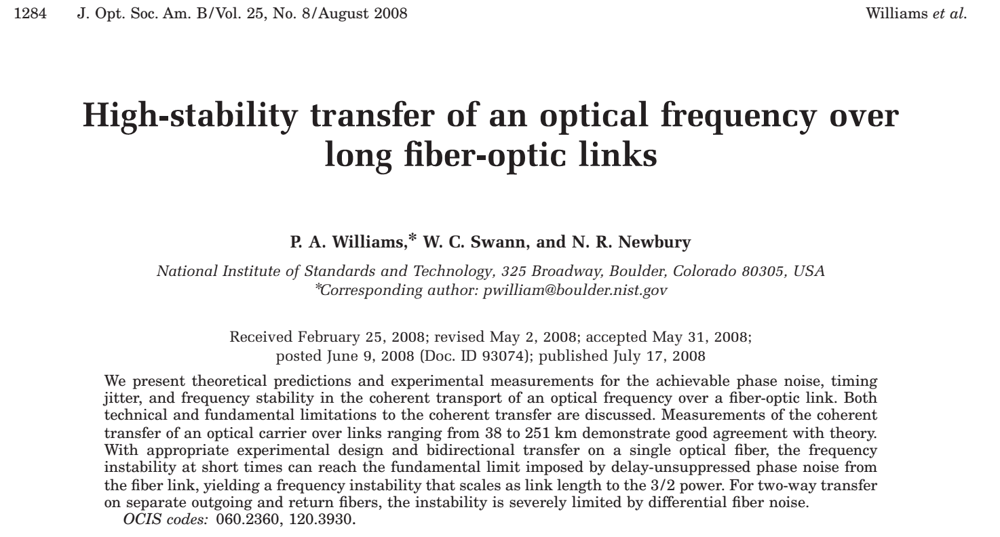 1284 J. Opt. Soc. Am. B/Vol. 25, No. 8/August 2008 Williams et al.
High-stability transfer of an optical frequency over
long fiber-optic links
P. A. Williams,* W. C. Swann, and N. R. Newbury
National Institute of Standards and Technology, 325 Broadway, Boulder, Colorado 80305, USA
*Corresponding author: pwilliam@boulder.nist.gov
Received February 25, 2008; revised May 2, 2008; accepted May 31, 2008;
posted June 9, 2008 (Doc. ID 93074); published July 17, 2008
We present theoretical predictions and experimental measurements for the achievable phase noise, timing
jitter, and frequency stability in the coherent transport of an optical frequency over a fiber-optic link. Both
technical and fundamental limitations to the coherent transfer are discussed. Measurements of the coherent
transfer of an optical carrier over links ranging from 38 to 251 km demonstrate good agreement with theory.
With appropriate experimental design and bidirectional transfer on a single optical fiber, the frequency
instability at short times can reach the fundamental limit imposed by delay-unsuppressed phase noise from
the fiber link, yielding a frequency instability that scales as link length to the 3/2 power. For two-way transfer
on separate outgoing and return fibers, the instability is severely limited by differential fiber noise.
OCIS codes: 060.2360, 120.3930.